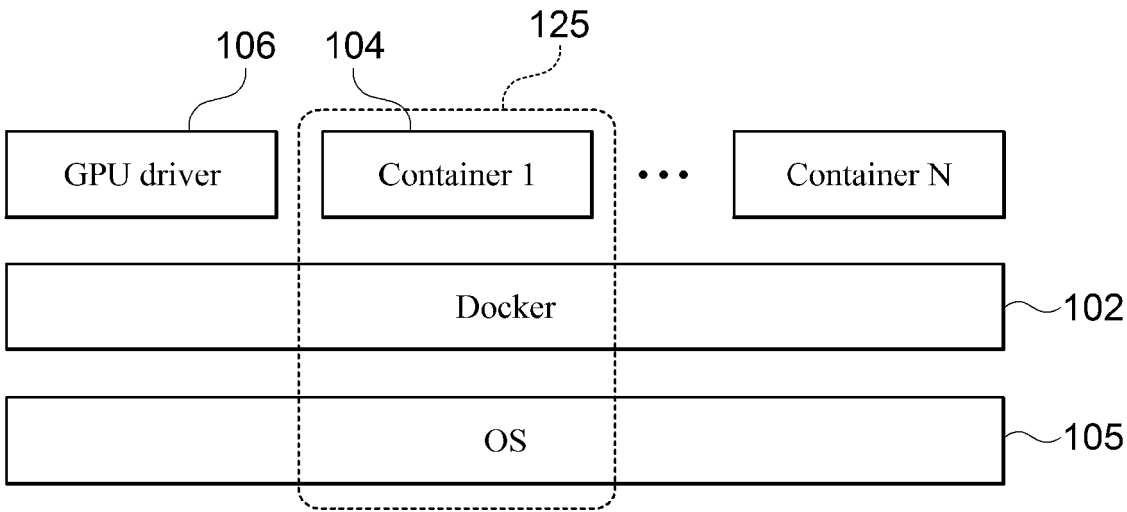 125
106 104
GPU driver Container 1 ••• Container N
Docker 102
OS 105